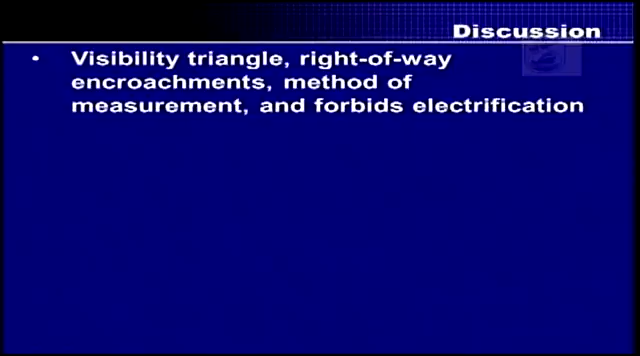 Discussion
• Visibility triangle, right-of-way
encroachments, method of
measurement, and forbids electrification